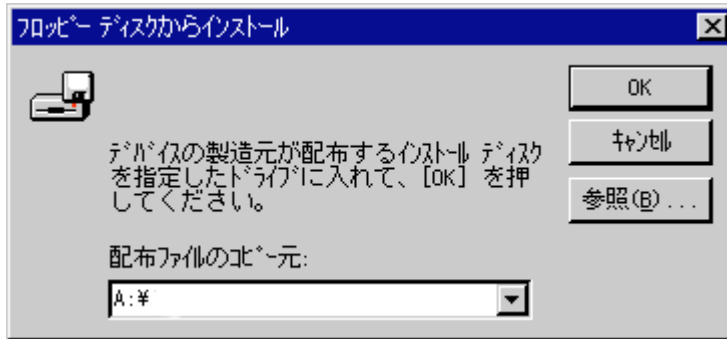 ﾌﾛｯﾋﾟｰ ﾃﾞｨｽｸからｲﾝｽﾄｰﾙ
OK
ｷｬﾝｾﾙ
参照(B)...
ﾃﾞﾊﾞｲｽの製造元が配布するｲﾝｽﾄｰﾙ ﾃﾞｨｽｸ
を指定したﾄﾞﾗｲﾌﾞに入れて、[OK] を押
してください。
配布ﾌｧｲﾙのｺﾋﾟｰ元:
A:¥